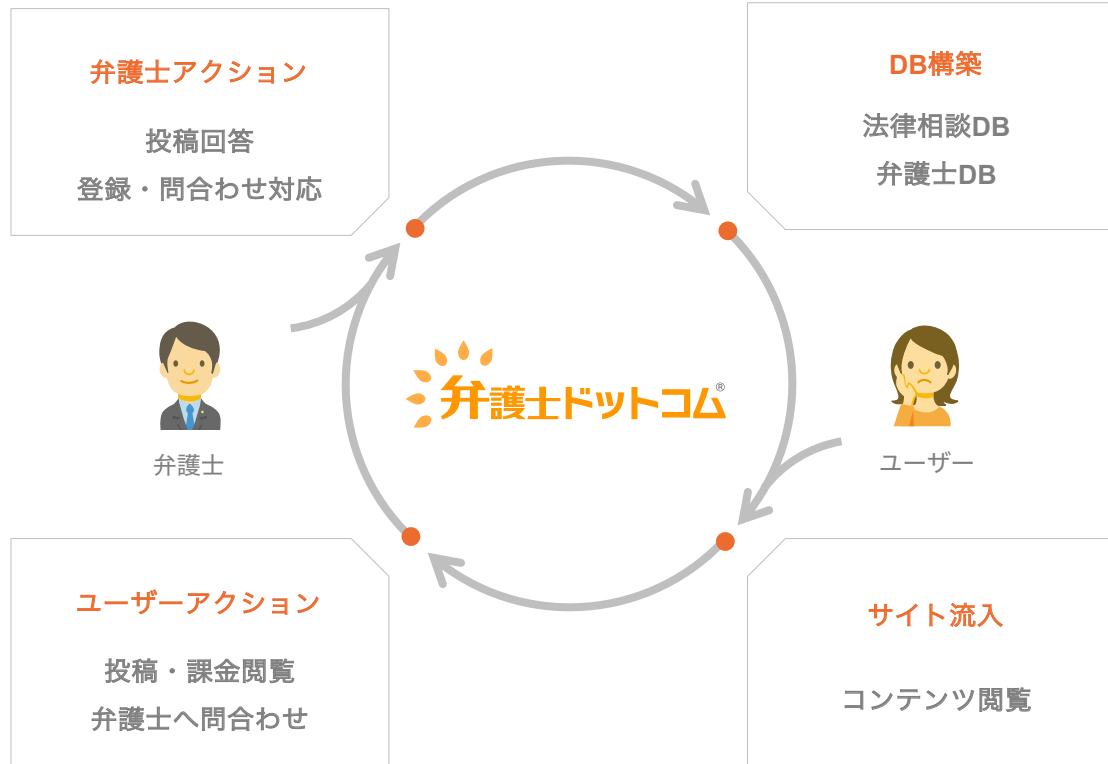 弁護士アクション
投稿回答
登録・問合わせ対応
DB構築
法律相談DB
弁護士DB
弁護士ドットコム®
弁護士
ユーザー
ユーザーアクション
投稿・課金閲覧
弁護士へ問合わせ
サイト流入
コンテンツ閲覧